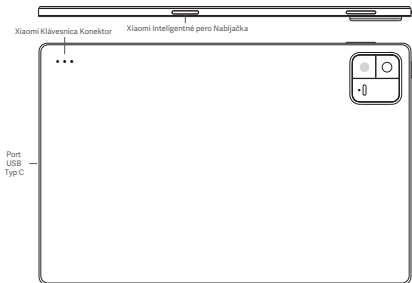 Xiaomi Inteligentné pero Nabíjačka
Xiaomi Klávesnica Konektor
Port
USB
Typ C